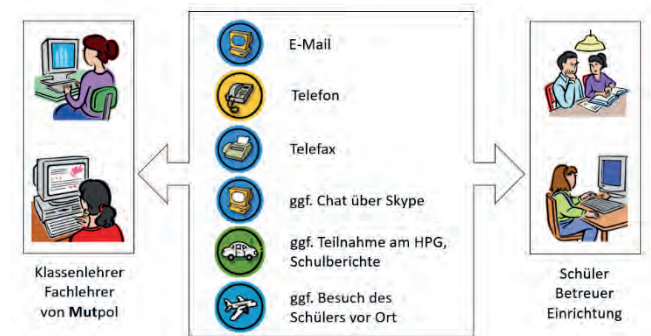 E-Mail
Telefon
Telefax
ggf. Chat über Skype
ggf. Teilnahme am HPG,
Schulberichte
ggf. Besuch des
Schülers vor Ort
Klassenlehrer
Fachlehrer
von Mutpol
Schüler
Betreuer
Einrichtung